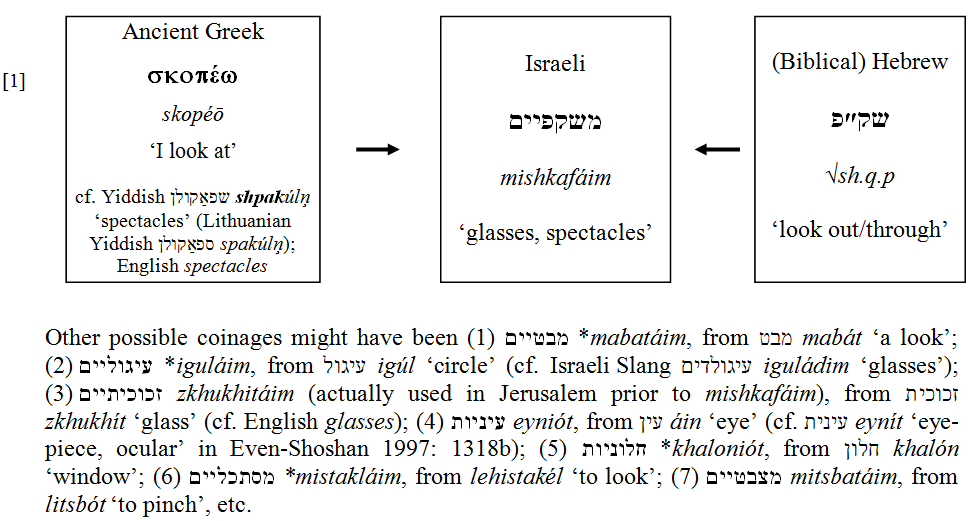 [1]
Ancient Greek
σκοπέω
skopéō
‘I look at’
cf. Yiddish שפּאַקולן shpakúlņ
‘spectacles’ (Lithuanian
Yiddish ספּאַקולן spakúlņ);
English spectacles
Israeli
משקפיים
mishkafáim
‘glasses, spectacles’
(Biblical) Hebrew
שק״פ
√sh.q.p
‘look out/through’
Other possible coinages might have been (1) מבטיים *mabatáim, from מבט mabát ‘a look’;
(2) עיגוליים *iguláim, from עיגול igúl ‘circle’ (cf. Israeli Slang עיגולדים iguládim ‘glasses’);
(3) זכוכיתיים zkhukhitáim (actually used in Jerusalem prior to mishkafáim), from זכוכית
zkhukhít ‘glass’ (cf. English glasses); (4) עיניות eyniót, from עין áin ‘eye’ (cf. עינית eynít ‘eye-
piece, ocular’ in Even-Shoshan 1997: 1318b); (5) חלוניות *khaloniót, from חלון khalón
‘window’; (6) מסתכליים *mistakláim, from lehistakél ‘to look’; (7) מצבטיים mitsbatáim, from
litsbót ‘to pinch’, etc.